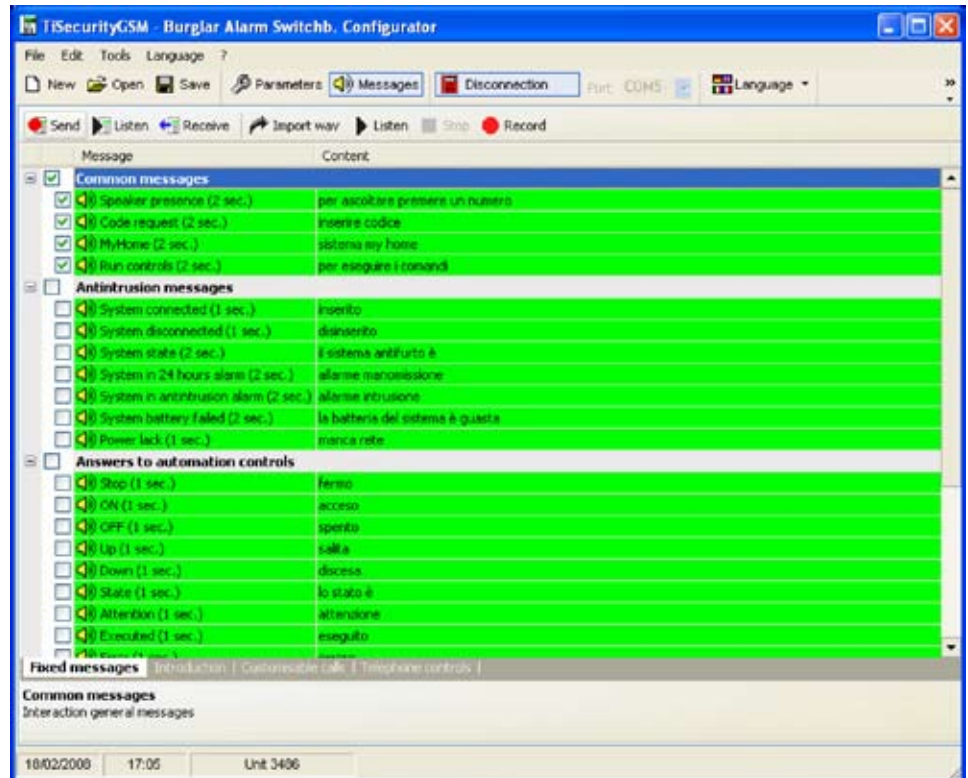 TiSecurityGSM - Burglar Alarm Switchb. Configurator
File Edit Tools Language ?
New Open Save Parameters Messages Disconnection Port COM5 Language
Send Listen Receive Import wav Listen Stop Record
Message Content
Common messages
Speaker presence (2 sec.) per ascoltare premere un numero
Code request (2 sec.) inserire codice
MyHome (2 sec.) sistema my home
Run controls (2 sec.) per eseguire i comandi
Antintrusion messages
System connected (1 sec.) inserito
System disconnected (1 sec.) disinserito
System state (2 sec.) il sistema antifurto è
System in 24 hours alarm (2 sec.) allarme manomissione
System in antintrusion alarm (2 sec.) allarme intrusione
System battery failed (2 sec.) la batteria del sistema è guasta
Power lack (1 sec.) manca rete
Answers to automation controls
Stop (1 sec.) fermo
ON (1 sec.) acceso
OFF (1 sec.) spento
Up (1 sec.) salita
Down (1 sec.) discesa
State (1 sec.) lo stato è
Attention (1 sec.) attenzione
Executed (1 sec.) eseguito
Fixed messages Introduction Customisable calls Telephone controls
Common messages
Interaction general messages
18/02/2008 17:05 Unit 3486